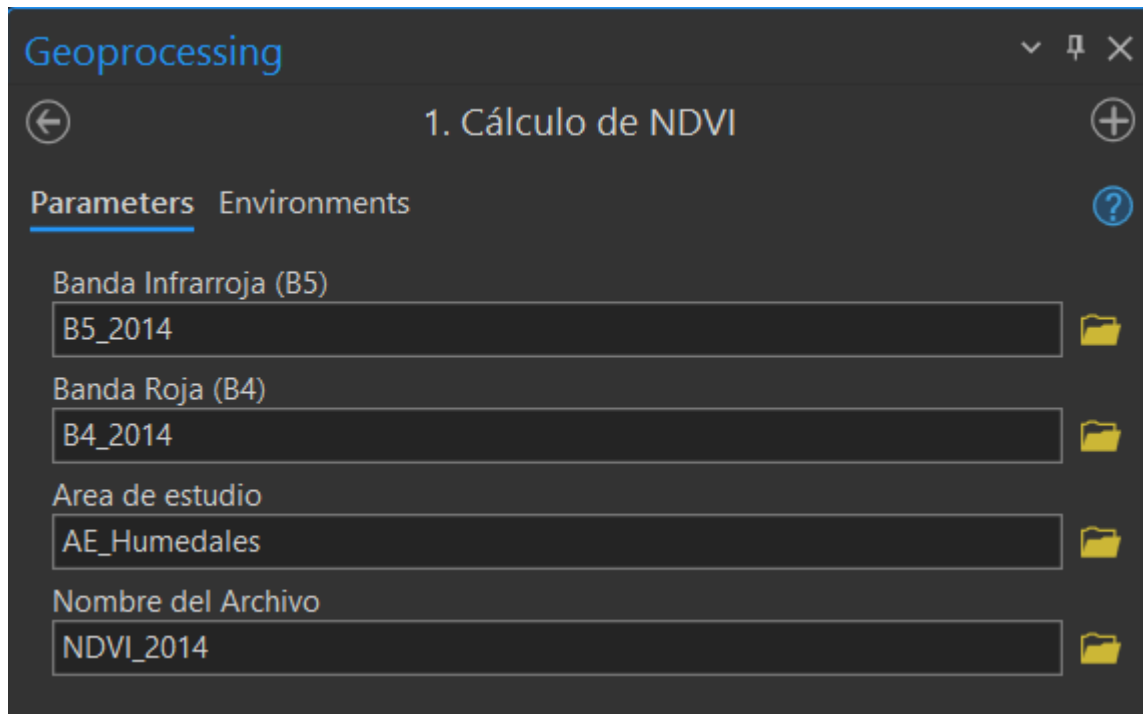 Geoprocessing
1. Cálculo de NDVI
Parameters Environments
Banda Infrarroja (B5)
B5_2014
Banda Roja (B4)
B4_2014
Area de estudio
AE_Humedales
Nombre del Archivo
NDVI_2014